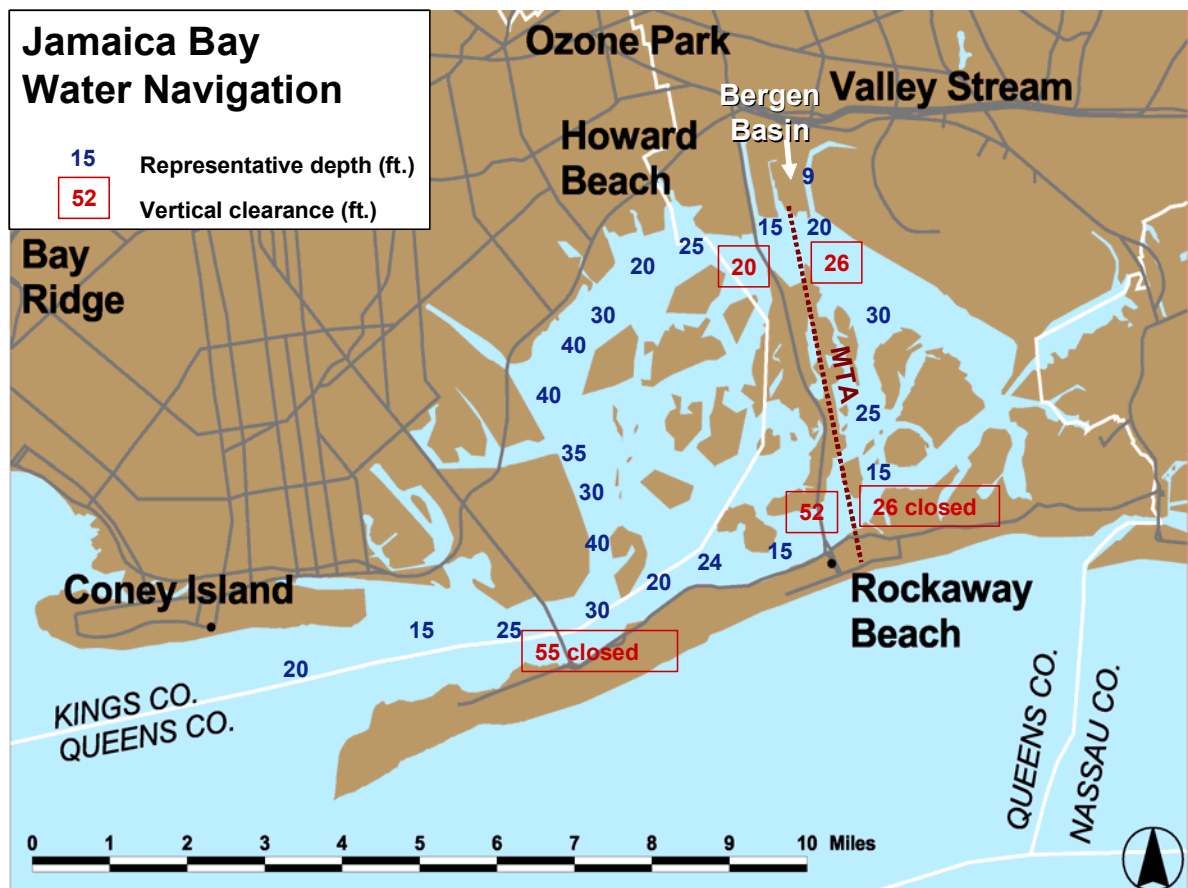 Jamaica Bay
Water Navigation
15 Representative depth (ft.)
52 Vertical clearance (ft.)
Ozone Park
Valley Stream
Bergen
Basin
Howard
Beach
9
Bay
Ridge
15
20
25
20
20
26
30
30
40
MTA
40
25
35
15
30
52
26 closed
40
24
15
20
Coney Island
Rockaway
Beach
30
15
25
55 closed
20
KINGS CO.
QUEENS CO.
QUEENS CO.
NASSAU CO.
0 1 2 3 4 5 6 7 8 9 10 Miles